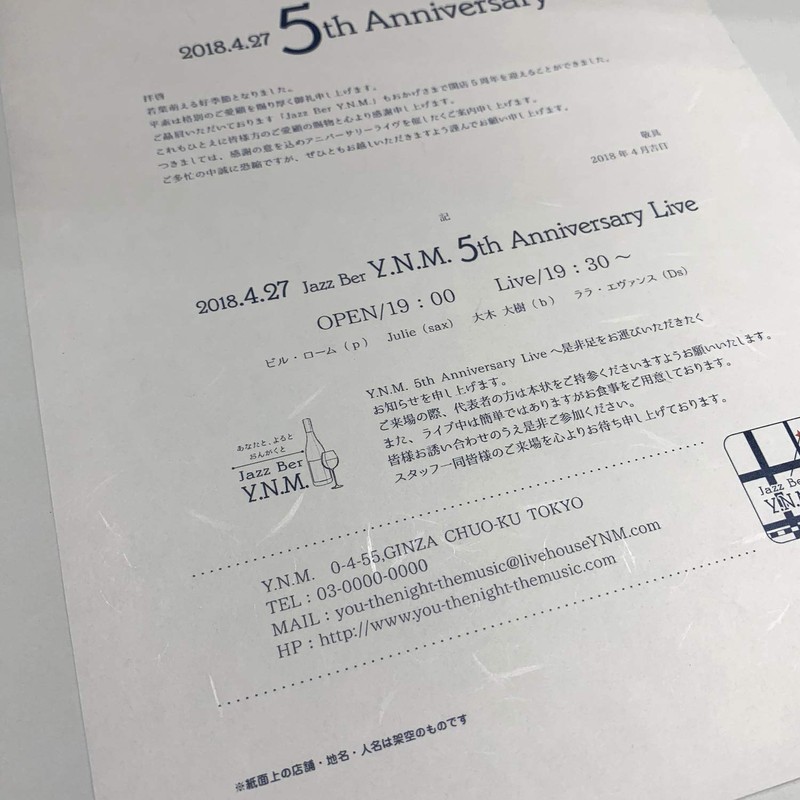 2018.4.27 5th Anniversary
拝啓
若葉萌える好季節となりました。
平素は格別のご愛顧を賜り厚く御礼申し上げます。
ご贔屓いただいております「Jazz Ber Y.N.M.」もおかげさまで開店5周年を迎えることができました。
これもひとえに皆様方のご愛顧の賜物と心より感謝申し上げます。
つきましては、感謝の意を込めアニバーサリーライヴを催したくご案内申し上げます。
ご多忙の中誠に恐縮ですが、ぜひともお越しいただきますよう謹んでお願い申し上げます。
敬具
2018年4月吉日
記
2018.4.27 Jazz Ber Y.N.M. 5th Anniversary Live
OPEN/19：00 Live/19：30～
ビル・ローム（p） Julie（sax） 大木 大樹（b） ララ・エヴァンス（Ds）
Y.N.M. 5th Anniversary Live へ是非足をお運びいただきたく
お知らせを申し上げます。
ご来場の際、代表者の方は本状をご持参くださいますようお願いいたします。
また、ライブ中は簡単ではありますがお食事をご用意しております。
皆様お誘い合わせのうえ是非ご参加ください。
スタッフ一同皆様のご来場を心よりお待ち申し上げております。
あなたと、よると
おんがくと
Jazz Ber
Y.N.M.
Jazz Be
Y.N.
Y.N.M. 0-4-55,GINZA CHUO-KU TOKYO
TEL：03-0000-0000
MAIL：you-thenight-themusic@livehouseYNM.com
HP：http://www.you-thenight-themusic.com
※紙面上の店舗・地名・人名は架空のものです